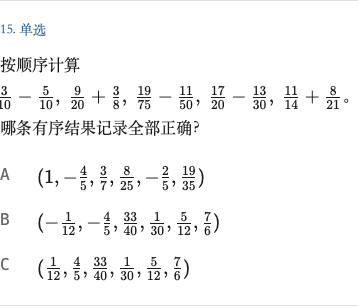 15. 单选
按顺序计算
3/10 − 5/10, 9/20 + 3/8, 19/75 − 11/50, 17/20 − 13/30, 11/14 + 8/21。
哪条有序结果记录全部正确?
A (1, −4/5, 3/7, 8/25, −2/5, 19/35)
B (−1/12, −4/5, 33/40, 1/30, 5/12, 7/6)
C (1/12, 4/5, 33/40, 1/30, 5/12, 7/6)